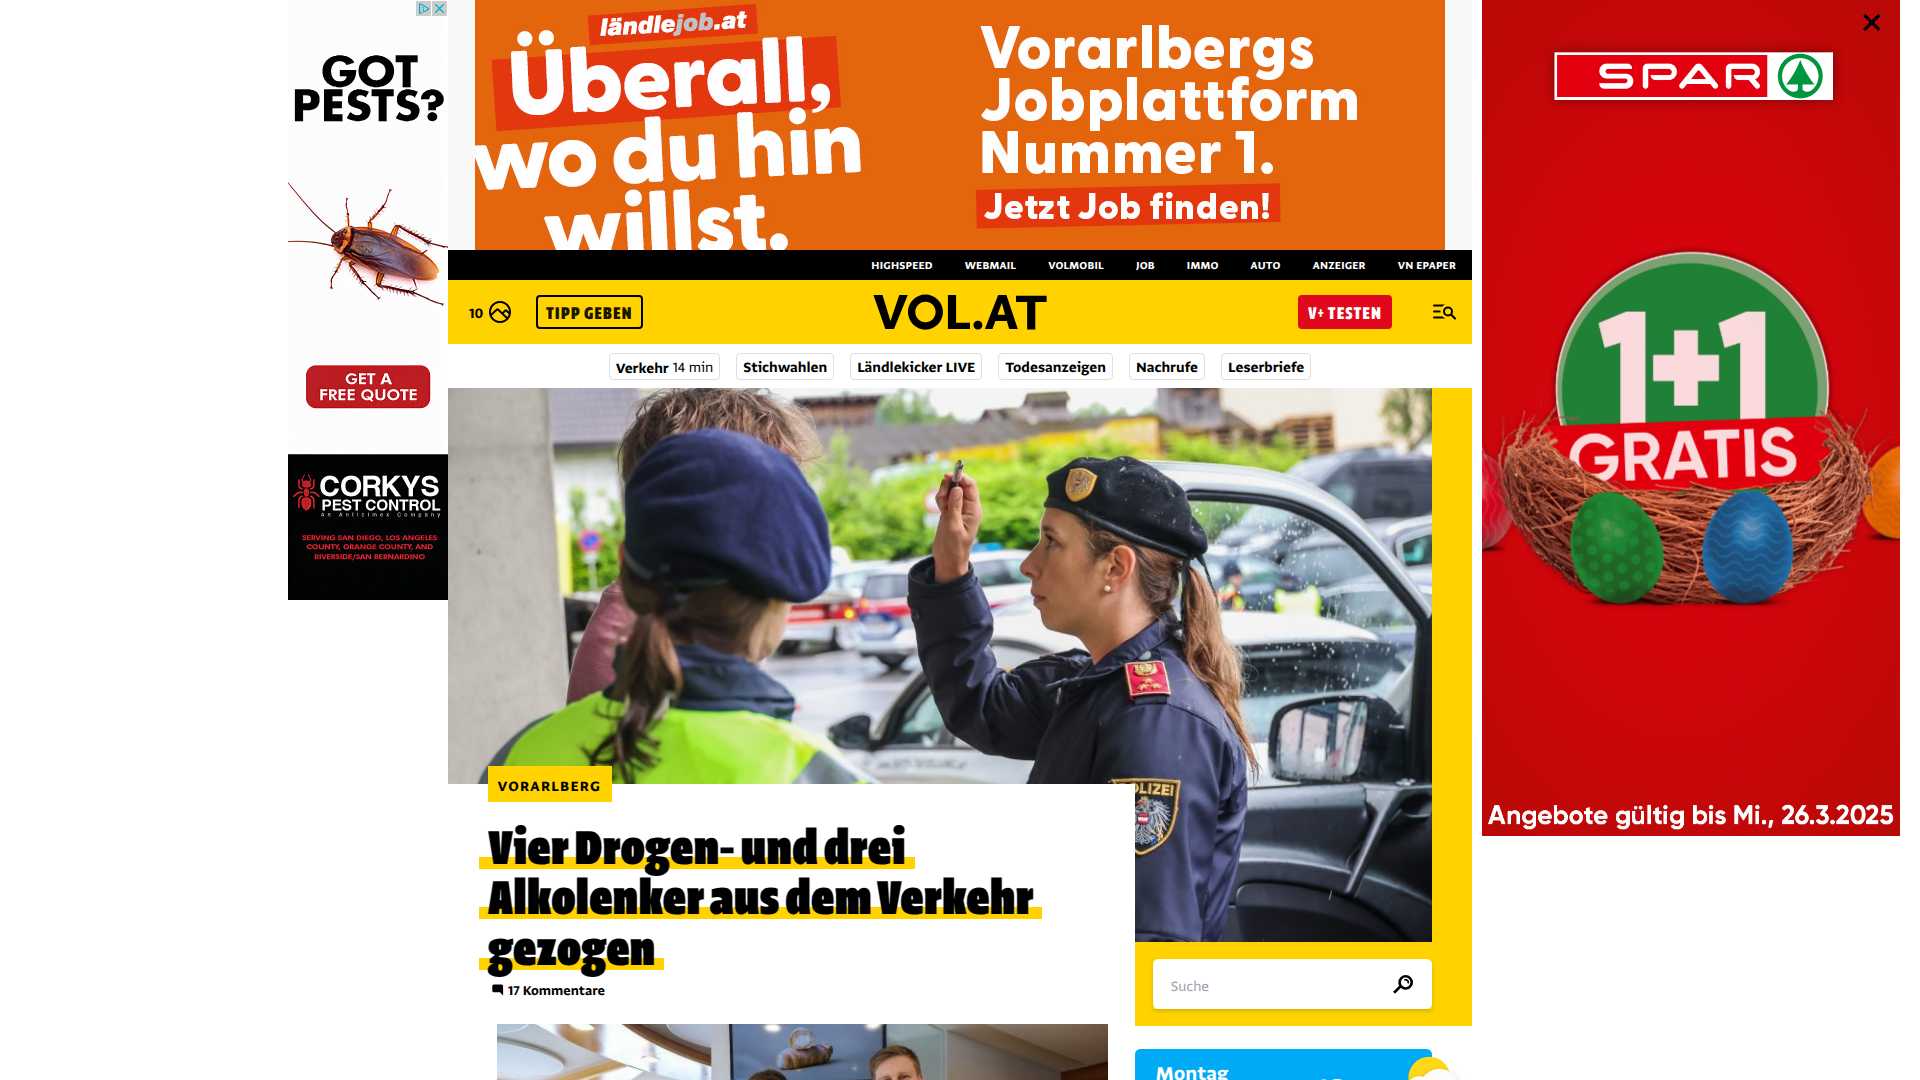 GOT
PESTS?
GET A
FREE QUOTE
CORKYS
PEST CONTROL
An Anticimex Company
SERVING SAN DIEGO, LOS ANGELES
COUNTY, ORANGE COUNTY, AND
RIVERSIDE/SAN BERNARDINO
ländlejob.at
Überall,
wo du hin
willst.
Vorarlbergs
Jobplattform
Nummer 1.
Jetzt Job finden!
HIGHSPEED WEBMAIL VOLMOBIL JOB IMMO AUTO ANZEIGER VN EPAPER
10 TIPP GEBEN VOL.AT V+ TESTEN
Verkehr 14 min Stichwahlen Ländlekicker LIVE Todesanzeigen Nachrufe Leserbriefe
POLIZEI
VORARLBERG
Vier Drogen- und drei
Alkolenker aus dem Verkehr
gezogen
17 Kommentare
Suche
Montag
SPAR
1+1
GRATIS
Angebote gültig bis Mi., 26.3.2025